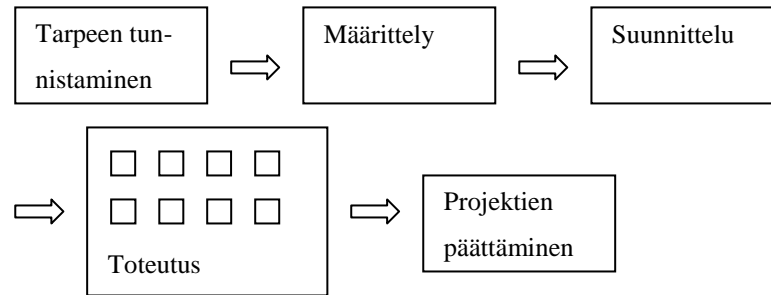 Tarpeen tun-
nistaminen
Määrittely
Suunnittelu
Toteutus
Projektien
päättäminen